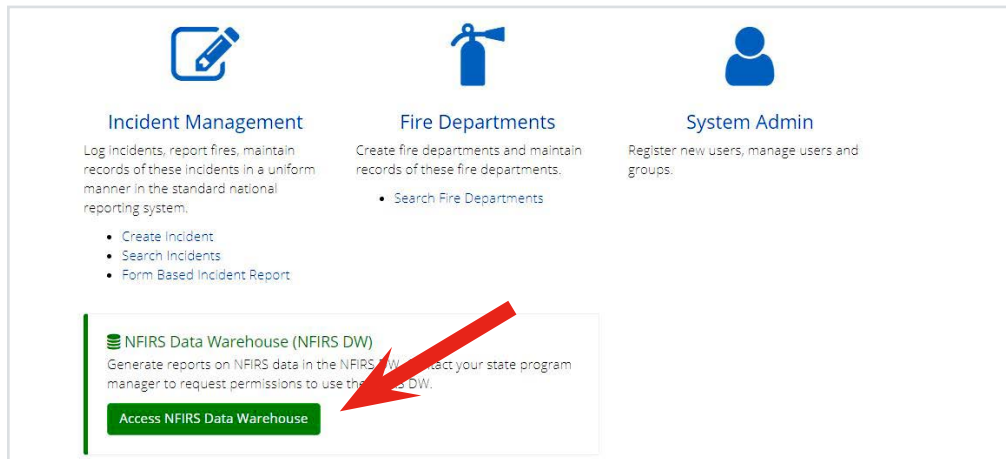 Incident Management
Log incidents, report fires, maintain
records of these incidents in a uniform
manner in the standard national
reporting system.
Create Incident
Search Incidents
Form Based Incident Report
Fire Departments
Create fire departments and maintain
records of these fire departments.
Search Fire Departments
System Admin
Register new users, manage users and
groups.
NFIRS Data Warehouse (NFIRS DW)
Generate reports on NFIRS data in the NFIRS your state program
manager to request permissions to use the DW.
Access NFIRS Data Warehouse